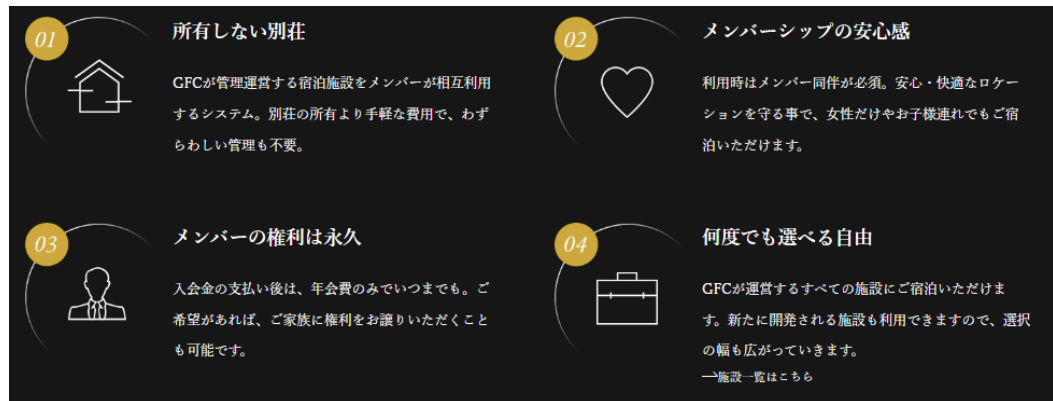 01
所有しない別荘
GFCが管理運営する宿泊施設をメンバーが相互利用
するシステム。別荘の所有より手軽な費用で、わず
らわしい管理も不要。
02
メンバーシップの安心感
利用時はメンバー同伴が必須。安心・快適なロケー
ションを守る事で、女性だけやお子様連れでもご宿
泊いただけます。
03
メンバーの権利は永久
入会金の支払い後は、年会費のみでいつまでも。ご
希望があれば、ご家族に権利をお譲りいただくこと
も可能です。
04
何度でも選べる自由
GFCが運営するすべての施設にご宿泊いただけま
す。新たに開発される施設も利用できますので、選択
の幅も広がっていきます。
→施設一覧はこちら